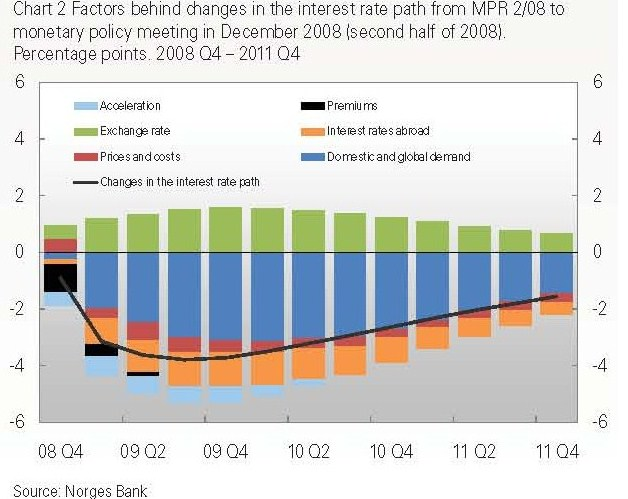 Chart 2 Factors behind changes in the interest rate path from MPR 2/08 to
monetary policy meeting in December 2008 (second half of 2008).
Percentage points. 2008 Q4 – 2011 Q4
6 6
Acceleration Premiums
Exchange rate Interest rates abroad
4 4
Prices and costs Domestic and global demand
Changes in the interest rate path
2 2
0 0
-2 -2
-4 -4
-6 -6
08 Q4 09 Q2 09 Q4 10 Q2 10 Q4 11 Q2 11 Q4
Source: Norges Bank